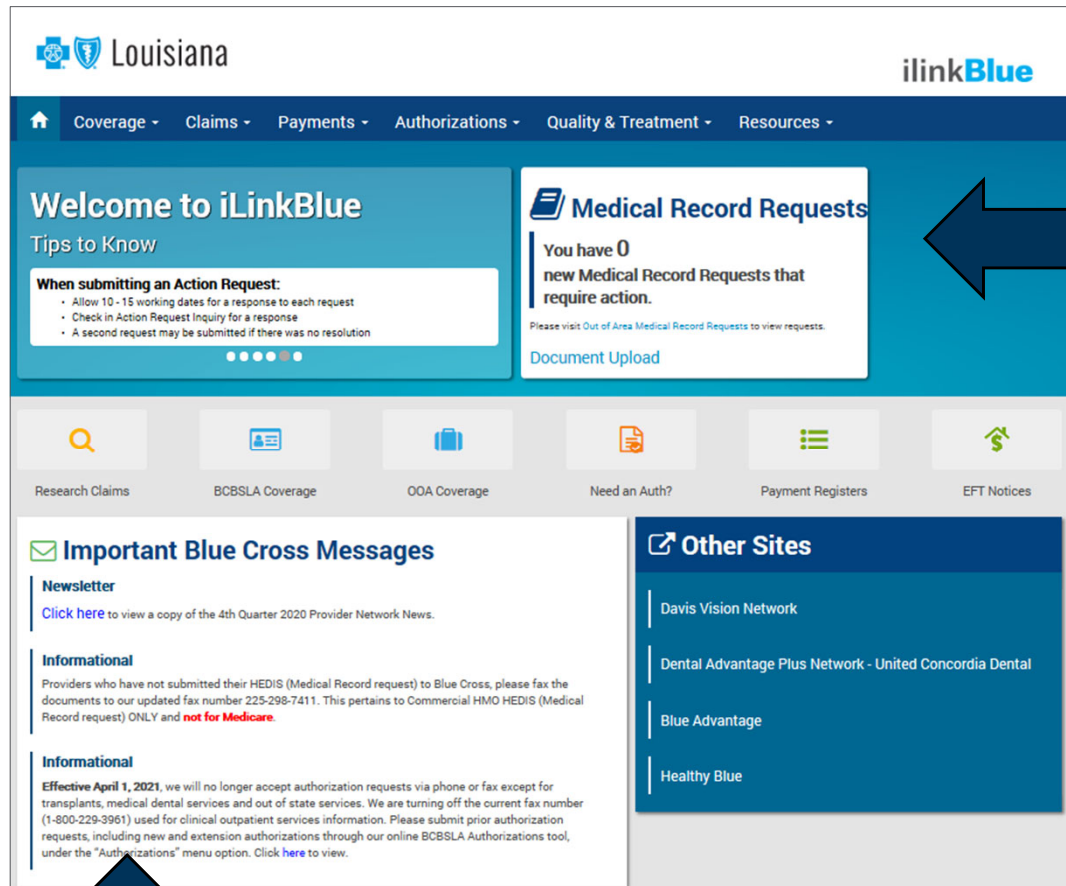 Louisiana
ilinkBlue
Coverage
Claims
Payments
Authorizations
Quality & Treatment
Resources
Welcome to iLinkBlue
Tips to Know
When submitting an Action Request:
• Allow 10 - 15 working dates for a response to each request
• Check in Action Request Inquiry for a response
• A second request may be submitted if there was no resolution
Medical Record Requests
You have 0
new Medical Record Requests that
require action.
Please visit Out of Area Medical Record Requests to view requests.
Document Upload
Research Claims
BCBSLA Coverage
OOA Coverage
Need an Auth?
Payment Registers
EFT Notices
Important Blue Cross Messages
Newsletter
Click here to view a copy of the 4th Quarter 2020 Provider Network News.
Informational
Providers who have not submitted their HEDIS (Medical Record request) to Blue Cross, please fax the
documents to our updated fax number 225-298-7411. This pertains to Commercial HMO HEDIS (Medical
Record request) ONLY and not for Medicare.
Informational
Effective April 1, 2021, we will no longer accept authorization requests via phone or fax except for
transplants, medical dental services and out of state services. We are turning off the current fax number
(1-800-229-3961) used for clinical outpatient services information. Please submit prior authorization
requests, including new and extension authorizations through our online BCBSLA Authorizations tool,
under the "Authorizations" menu option. Click here to view.
Other Sites
Davis Vision Network
Dental Advantage Plus Network - United Concordia Dental
Blue Advantage
Healthy Blue